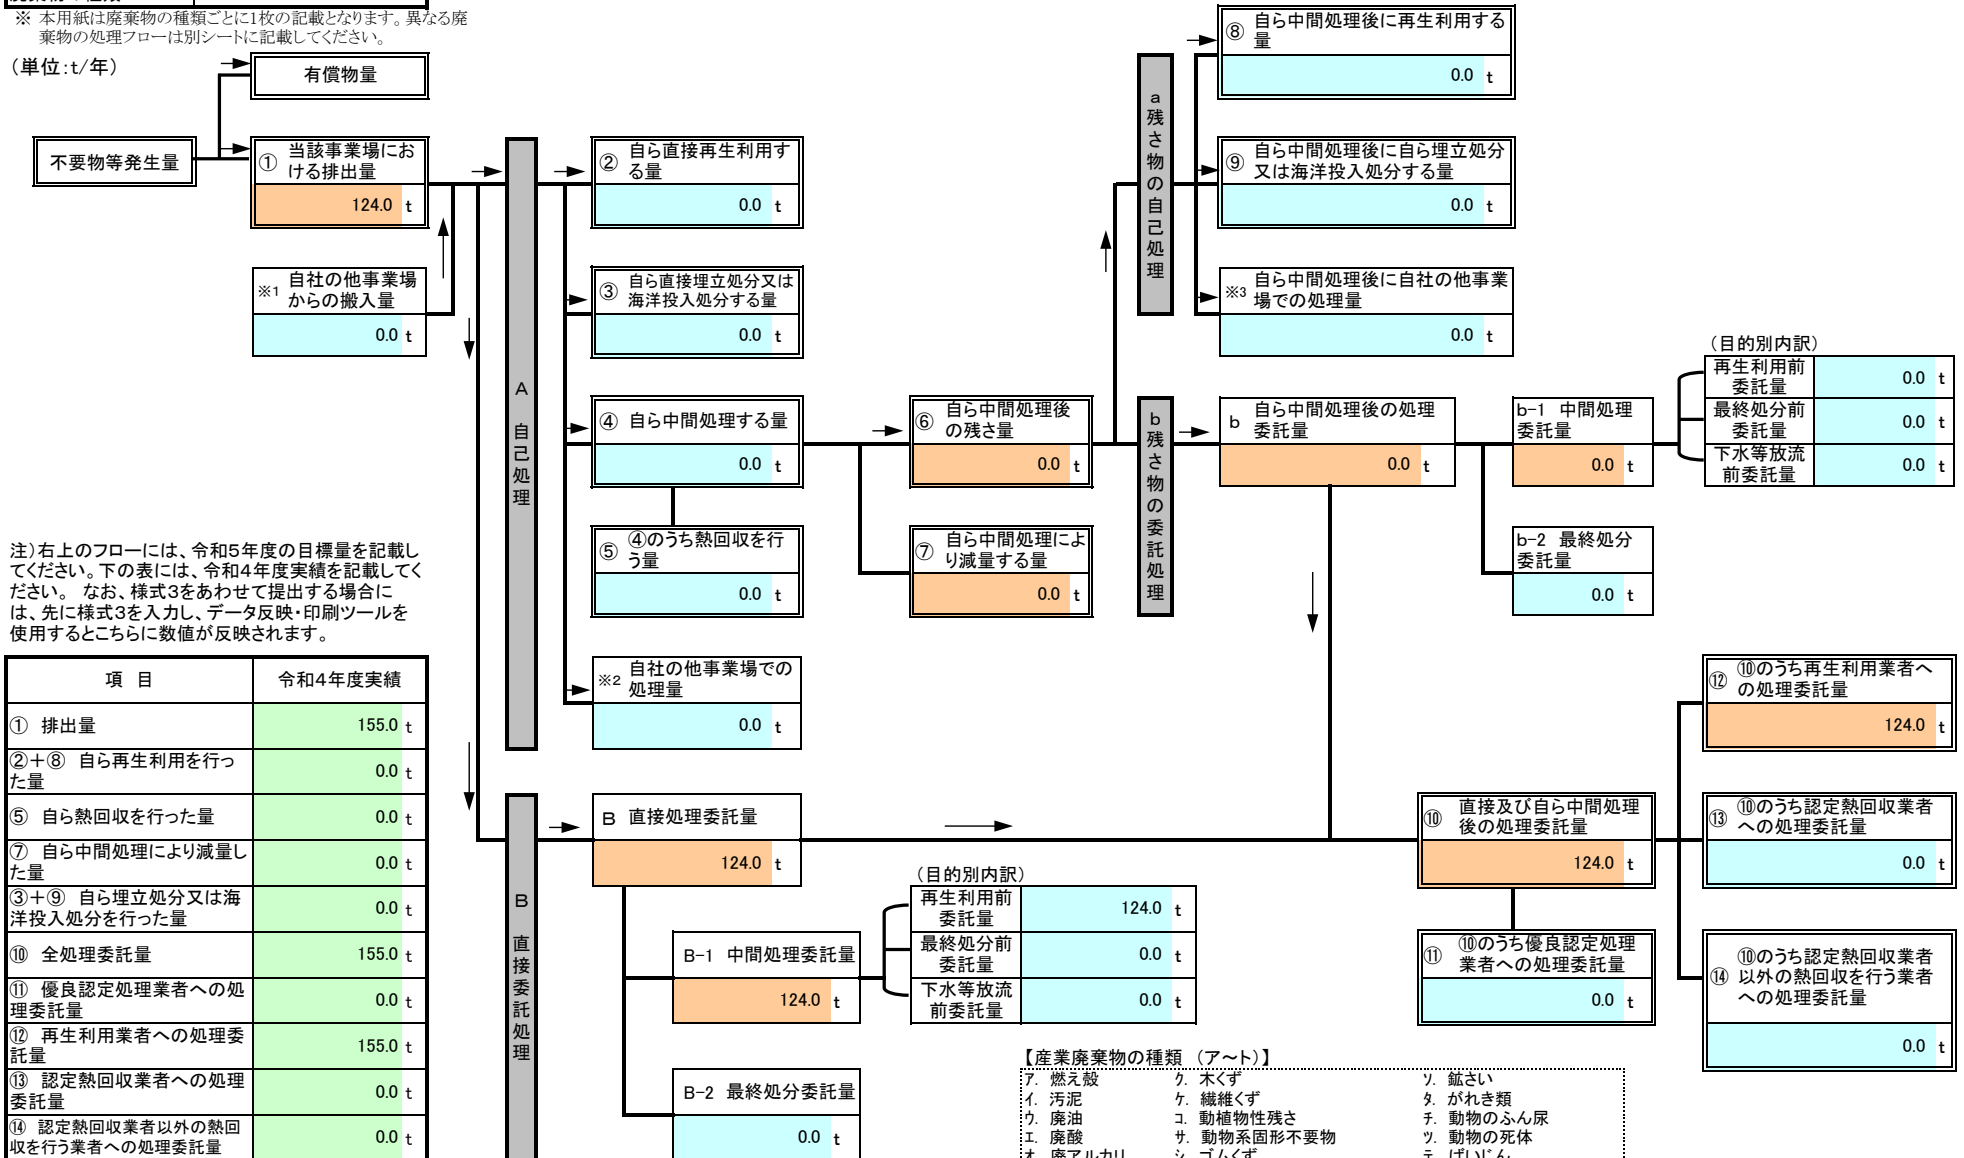 ※ 本用紙は廃棄物の種類ごとに1枚の記載となります。異なる廃
棄物の処理フローは別シートに記載してください。
(単位:t/年)
有償物量
不要物等発生量
① 当該事業場にお
ける排出量
124.0 t
※1 自社の他事業場
からの搬入量
0.0 t
A 自己処理
② 自ら直接再生利用す
る量
0.0 t
③ 自ら直接埋立処分又は
海洋投入処分する量
0.0 t
④ 自ら中間処理する量
0.0 t
⑤ ④のうち熱回収を行
う量
0.0 t
※2 自社の他事業場での
処理量
0.0 t
⑥ 自ら中間処理後
の残さ量
0.0 t
⑦ 自ら中間処理によ
り減量する量
0.0 t
a 残さ物の自己処理
⑧ 自ら中間処理後に再生利用する
量
0.0 t
⑨ 自ら中間処理後に自ら埋立処分
又は海洋投入処分する量
0.0 t
※3 自ら中間処理後に自社の他事業
場での処理量
0.0 t
b 残さ物の委託処理
b 自ら中間処理後の処理
委託量
0.0 t
b-1 中間処理
委託量
0.0 t
b-2 最終処分
委託量
0.0 t
(目的別内訳)
再生利用前
委託量
0.0 t
最終処分前
委託量
0.0 t
下水等放流
前委託量
0.0 t
注)右上のフローには、令和5年度の目標量を記載し
てください。下の表には、令和4年度実績を記載してく
ださい。 なお、様式3をあわせて提出する場合に
は、先に様式3を入力し、データ反映・印刷ツールを
使用するとこちらに数値が反映されます。
項 目 令和4年度実績
① 排出量 155.0 t
②+⑧ 自ら再生利用を行っ
た量 0.0 t
⑤ 自ら熱回収を行った量 0.0 t
⑦ 自ら中間処理により減量し
た量 0.0 t
③+⑨ 自ら埋立処分又は海
洋投入処分を行った量 0.0 t
⑩ 全処理委託量 155.0 t
⑪ 優良認定処理業者への処
理委託量 0.0 t
⑫ 再生利用業者への処理委
託量 155.0 t
⑬ 認定熱回収業者への処理
委託量 0.0 t
⑭ 認定熱回収業者以外の熱回
収を行う業者への処理委託量 0.0 t
B 直接委託処理
B 直接処理委託量
124.0 t
B-1 中間処理委託量
124.0 t
B-2 最終処分委託量
0.0 t
(目的別内訳)
再生利用前
委託量
124.0 t
最終処分前
委託量
0.0 t
下水等放流
前委託量
0.0 t
⑩ 直接及び自ら中間処理
後の処理委託量
124.0 t
⑪ ⑩のうち優良認定処理
業者への処理委託量
0.0 t
⑫ ⑩のうち再生利用業者へ
の処理委託量
124.0 t
⑬ ⑩のうち認定熱回収業者
への処理委託量
0.0 t
⑭ ⑩のうち認定熱回収業者
以外の熱回収を行う業者
への処理委託量
0.0 t
【産業廃棄物の種類 (ア～ト)】
ア. 燃え殻 ク. 木くず ソ. 鉱さい
イ. 汚泥 ケ. 繊維くず タ. がれき類
ウ. 廃油 コ. 動植物性残さ チ. 動物のふん尿
エ. 廃酸 サ. 動物系固形不要物 ツ. 動物の死体
オ. 廃アルカリ シ. ゴムくず テ. ばいじん